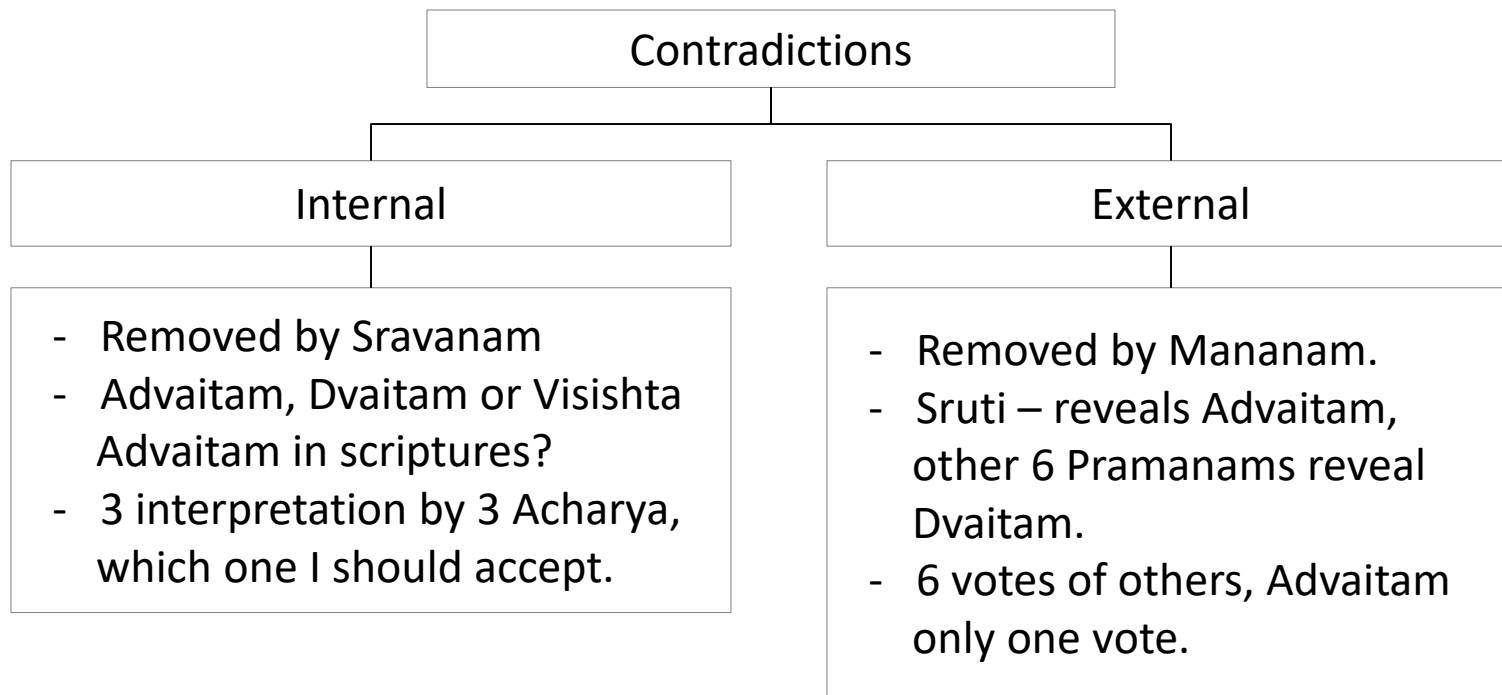 Contradictions
Internal
External
- Removed by Sravanam
- Advaitam, Dvaitam or Visishta
Advaitam in scriptures?
- 3 interpretation by 3 Acharya,
which one I should accept.
- Removed by Mananam.
- Sruti – reveals Advaitam,
other 6 Pramanams reveal
Dvaitam.
- 6 votes of others, Advaitam
only one vote.